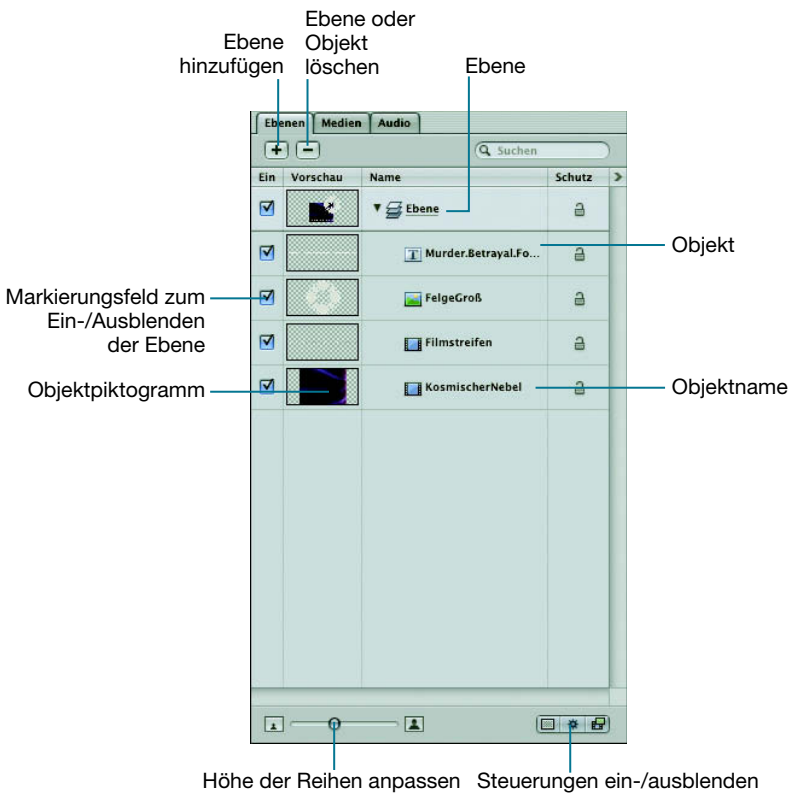 Ebene
hinzufügen
Ebene oder
Objekt
löschen
Ebene
Ebenen Medien Audio
Suchen
Ein Vorschau Name Schutz
Ebene
Murder.Betrayal.Fo...
Objekt
Markierungsfeld zum
Ein-/Ausblenden
der Ebene
FelgeGroß
Filmstreifen
Objektpiktogramm
KosmischerNebel
Objektname
Höhe der Reihen anpassen
Steuerungen ein-/ausblenden